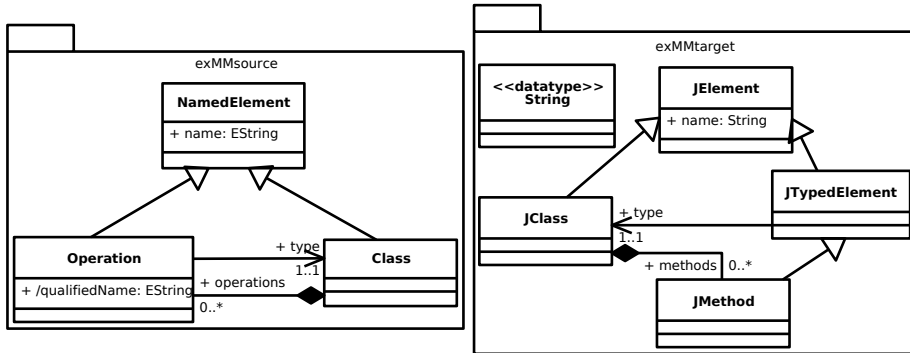 exMMsource
NamedElement
+ name: EString
Operation
+ /qualifiedName: EString
+ type
1..1
+ operations
0..*
Class
exMMtarget
<<datatype>>
String
JElement
+ name: String
JTypedElement
JClass
+ type
1..1
+ methods
0..*
JMethod